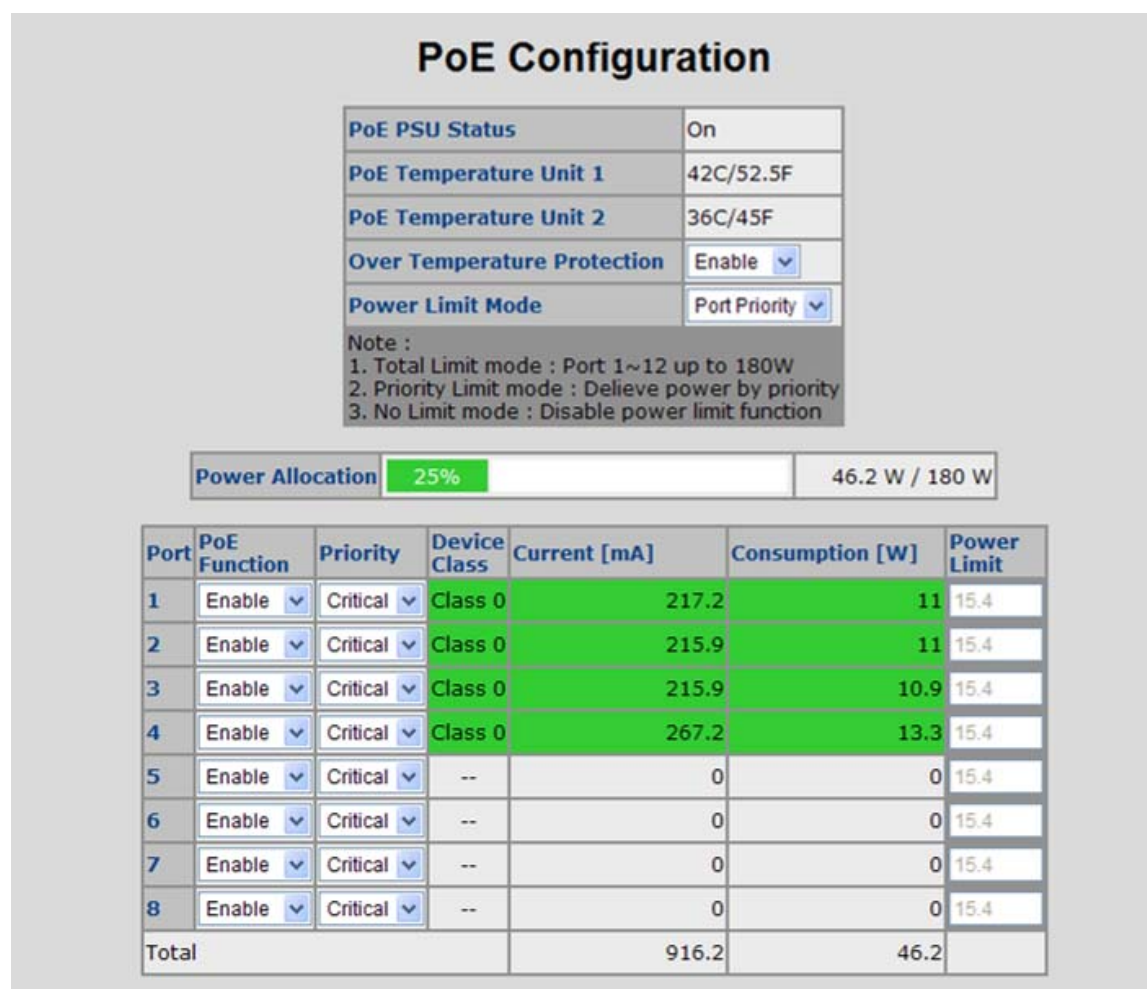 PoE Configuration
PoE PSU Status On
PoE Temperature Unit 1 42C/52.5F
PoE Temperature Unit 2 36C/45F
Over Temperature Protection Enable
Power Limit Mode Port Priority
Note :
1. Total Limit mode : Port 1~12 up to 180W
2. Priority Limit mode : Delieve power by priority
3. No Limit mode : Disable power limit function
Power Allocation 25% 46.2 W / 180 W
Port PoE Function Priority Device Class Current [mA] Consumption [W] Power Limit
1 Enable Critical Class 0 217.2 11 15.4
2 Enable Critical Class 0 215.9 11 15.4
3 Enable Critical Class 0 215.9 10.9 15.4
4 Enable Critical Class 0 267.2 13.3 15.4
5 Enable Critical -- 0 0 15.4
6 Enable Critical -- 0 0 15.4
7 Enable Critical -- 0 0 15.4
8 Enable Critical -- 0 0 15.4
Total 916.2 46.2